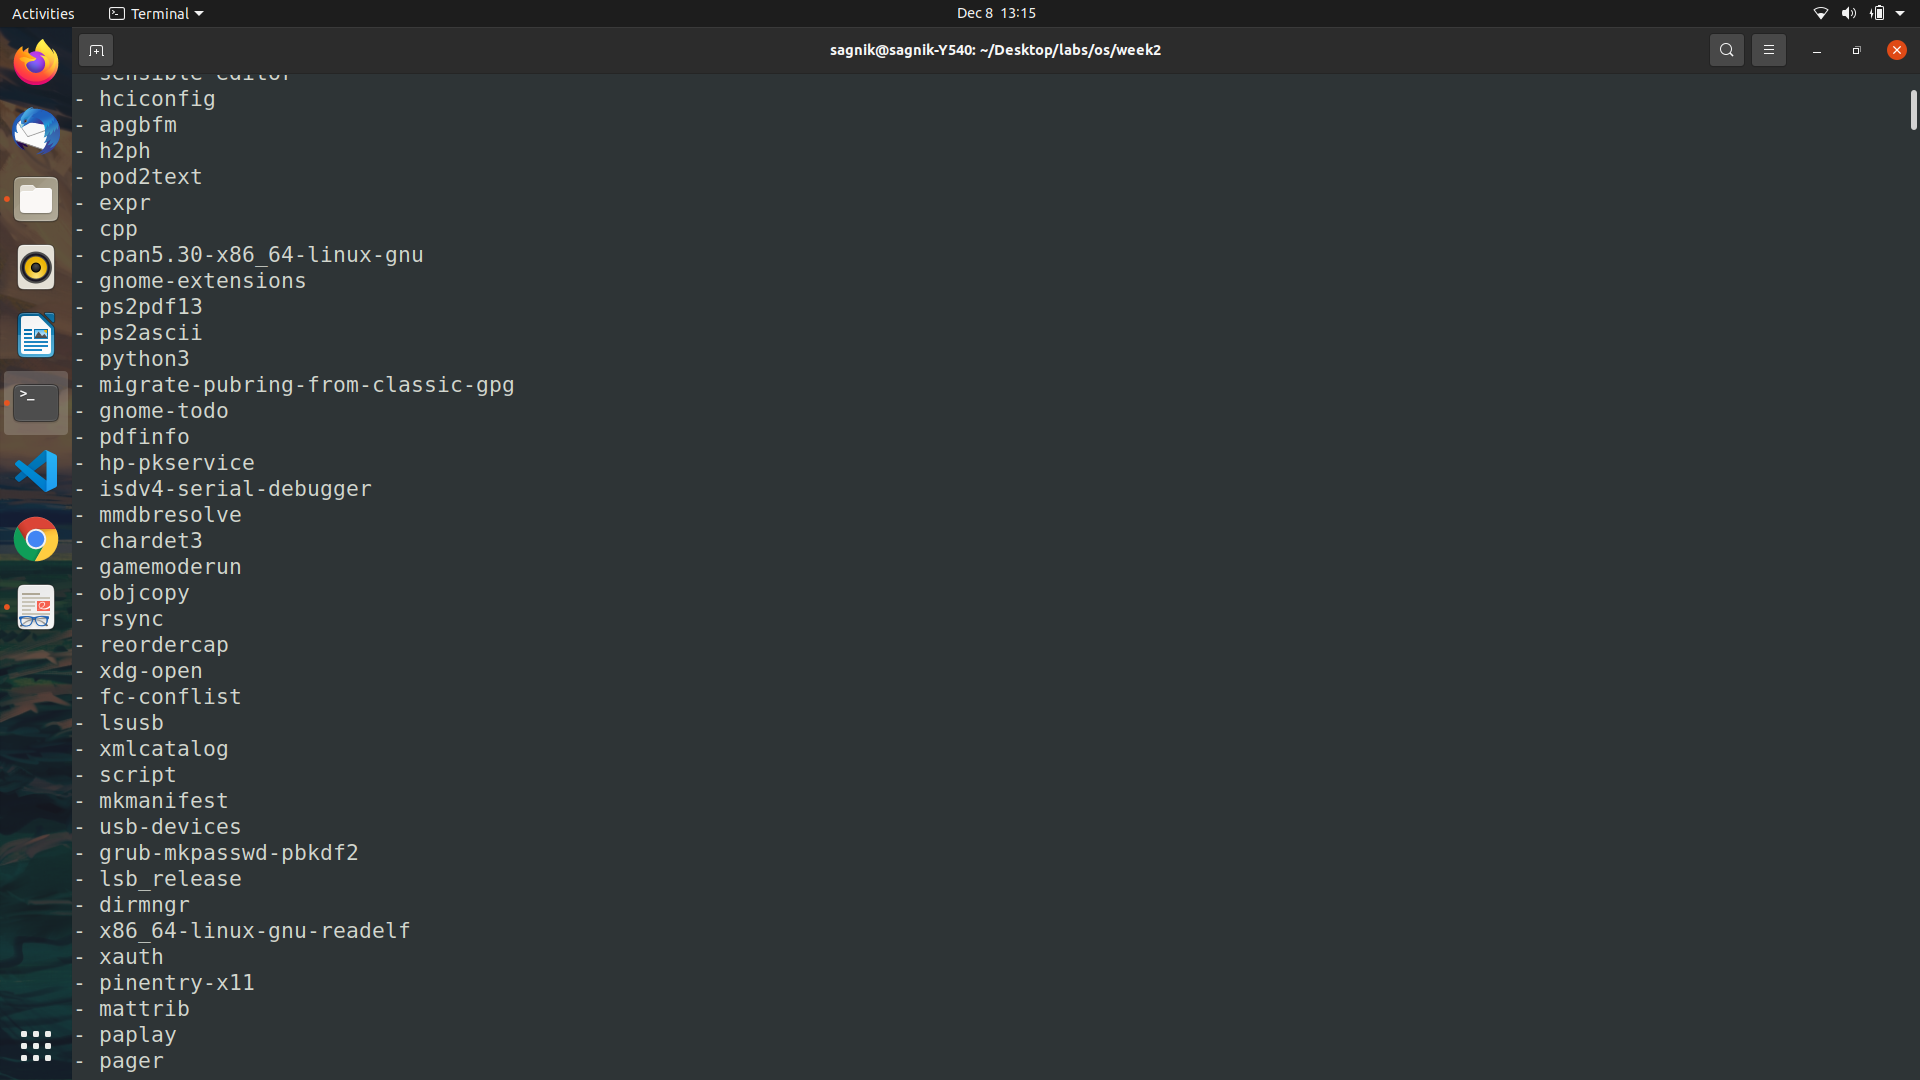 Activities
Terminal
Dec 8 13:15
sagnik@sagnik-Y540: ~/Desktop/labs/os/week2
sensible-editor
- hciconfig
- apgbfm
- h2ph
- pod2text
- expr
- cpp
- cpan5.30-x86_64-linux-gnu
- gnome-extensions
- ps2pdf13
- ps2ascii
- python3
- migrate-pubring-from-classic-gpg
- gnome-todo
- pdfinfo
- hp-pkservice
- isdv4-serial-debugger
- mmdbresolve
- chardet3
- gamemoderun
- objcopy
- rsync
- reordercap
- xdg-open
- fc-conflist
- lsusb
- xmlcatalog
- script
- mkmanifest
- usb-devices
- grub-mkpasswd-pbkdf2
- lsb_release
- dirmngr
- x86_64-linux-gnu-readelf
- xauth
- pinentry-x11
- mattrib
- paplay
- pager